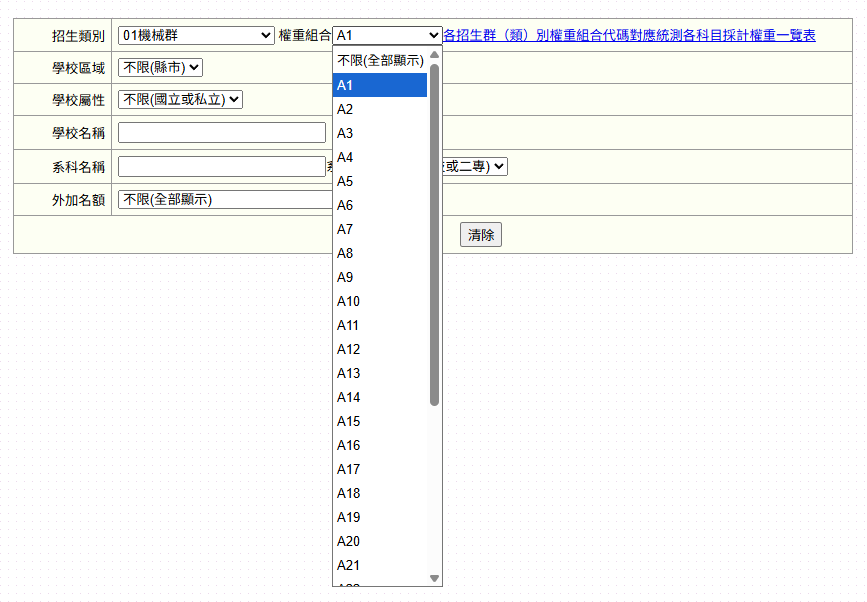 招生類別 01機械群 權重組合 A1 各招生群（類）別權重組合代碼對應統測各科目採計權重一覽表
不限(全部顯示)
學校區域 不限(縣市)
A1
學校屬性 不限(國立或私立)
A2
學校名稱
A3
A4
系科名稱 或二專)
A5
外加名額 不限(全部顯示)
A6
A7
清除
A8
A9
A10
A11
A12
A13
A14
A15
A16
A17
A18
A19
A20
A21